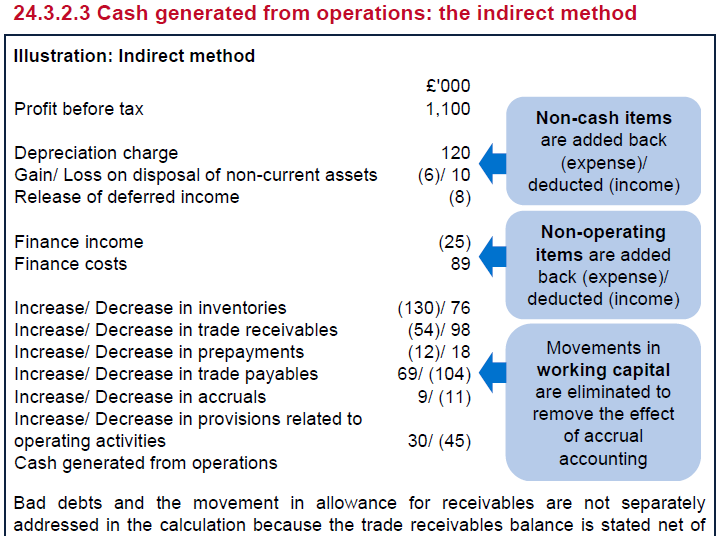 24.3.2.3 Cash generated from operations: the indirect method
Illustration: Indirect method
£'000
Profit before tax 1,100
Depreciation charge 120
Gain/ Loss on disposal of non-current assets (6)/ 10
Release of deferred income (8)
Non-cash items
are added back
(expense)/
deducted (income)
Finance income (25)
Finance costs 89
Non-operating
items are added
back (expense)/
deducted (income)
Increase/ Decrease in inventories (130)/ 76
Increase/ Decrease in trade receivables (54)/ 98
Increase/ Decrease in prepayments (12)/ 18
Increase/ Decrease in trade payables 69/ (104)
Increase/ Decrease in accruals 9/ (11)
Increase/ Decrease in provisions related to
operating activities 30/ (45)
Cash generated from operations
Movements in
working capital
are eliminated to
remove the effect
of accrual
accounting
Bad debts and the movement in allowance for receivables are not separately
addressed in the calculation because the trade receivables balance is stated net of